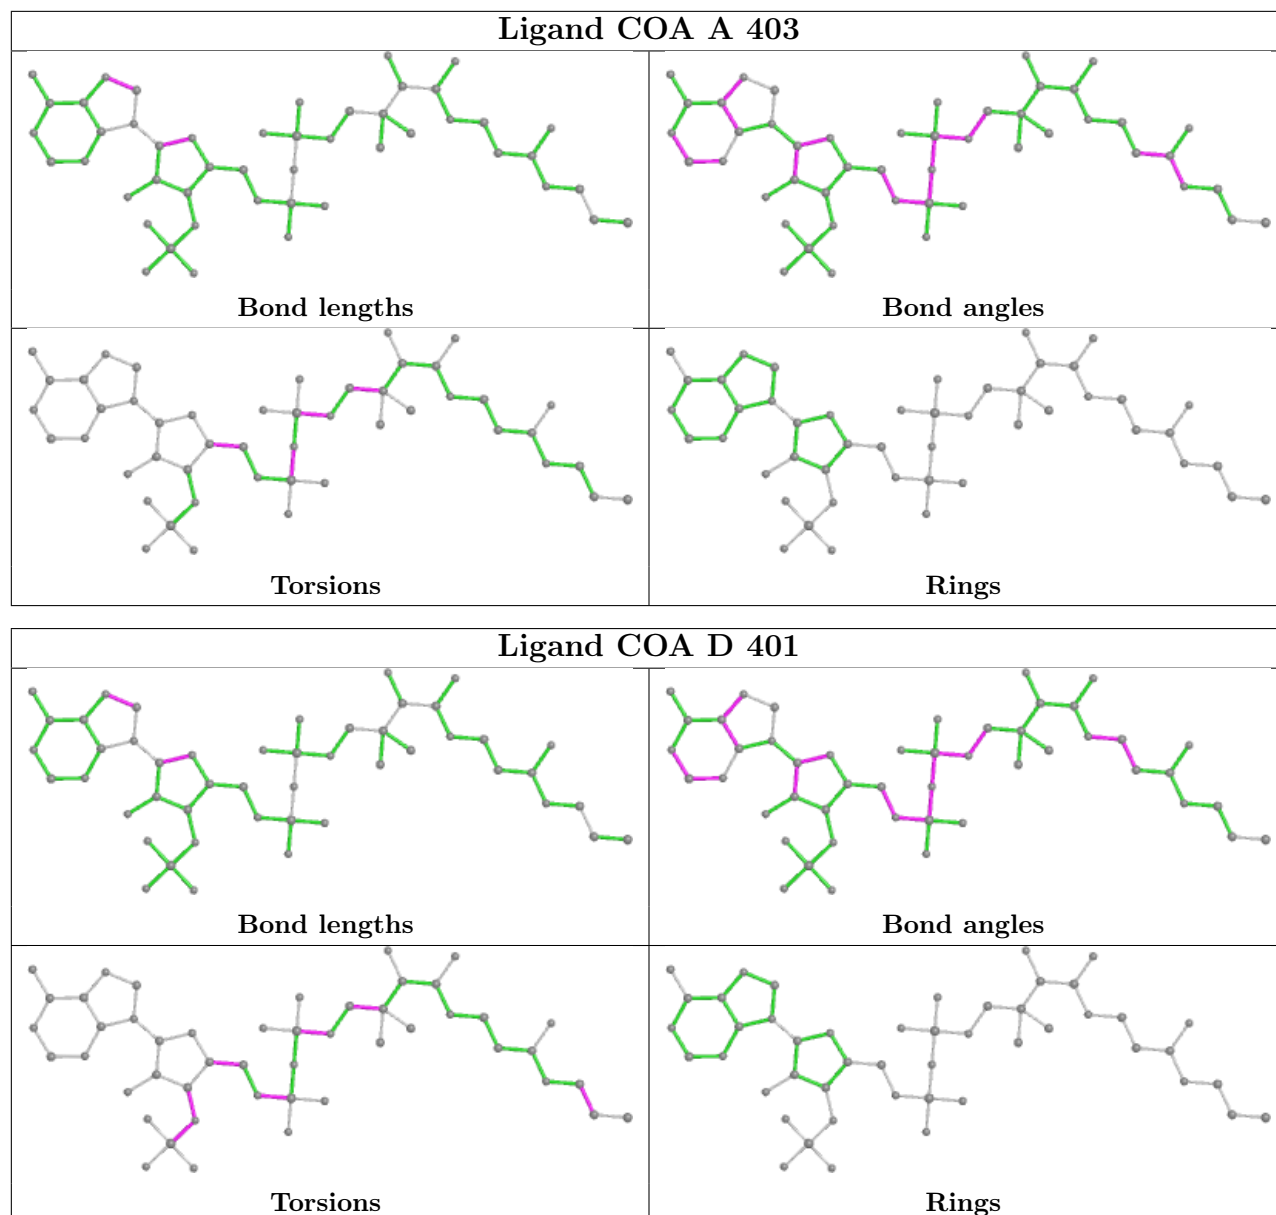 Ligand COA A 403
Bond lengths
Bond angles
Torsions
Rings
Ligand COA D 401
Bond lengths
Bond angles
Torsions
Rings